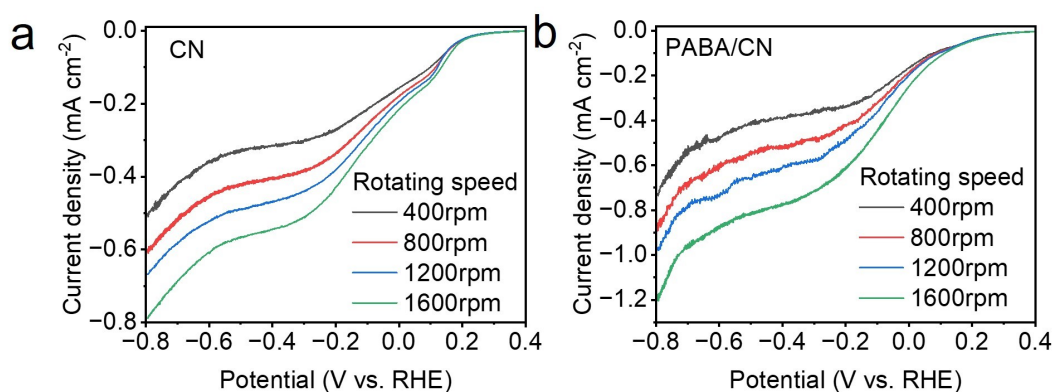 a
CN
Current density (mA cm⁻²)
0.0
−0.2
−0.4
−0.6
−0.8
Rotating speed
400rpm
800rpm
1200rpm
1600rpm
−0.8 −0.6 −0.4 −0.2 0.0 0.2 0.4
Potential (V vs. RHE)
b
PABA/CN
Current density (mA cm⁻²)
0.0
−0.2
−0.4
−0.6
−0.8
−1.0
−1.2
Rotating speed
400rpm
800rpm
1200rpm
1600rpm
−0.8 −0.6 −0.4 −0.2 0.0 0.2 0.4
Potential (V vs. RHE)